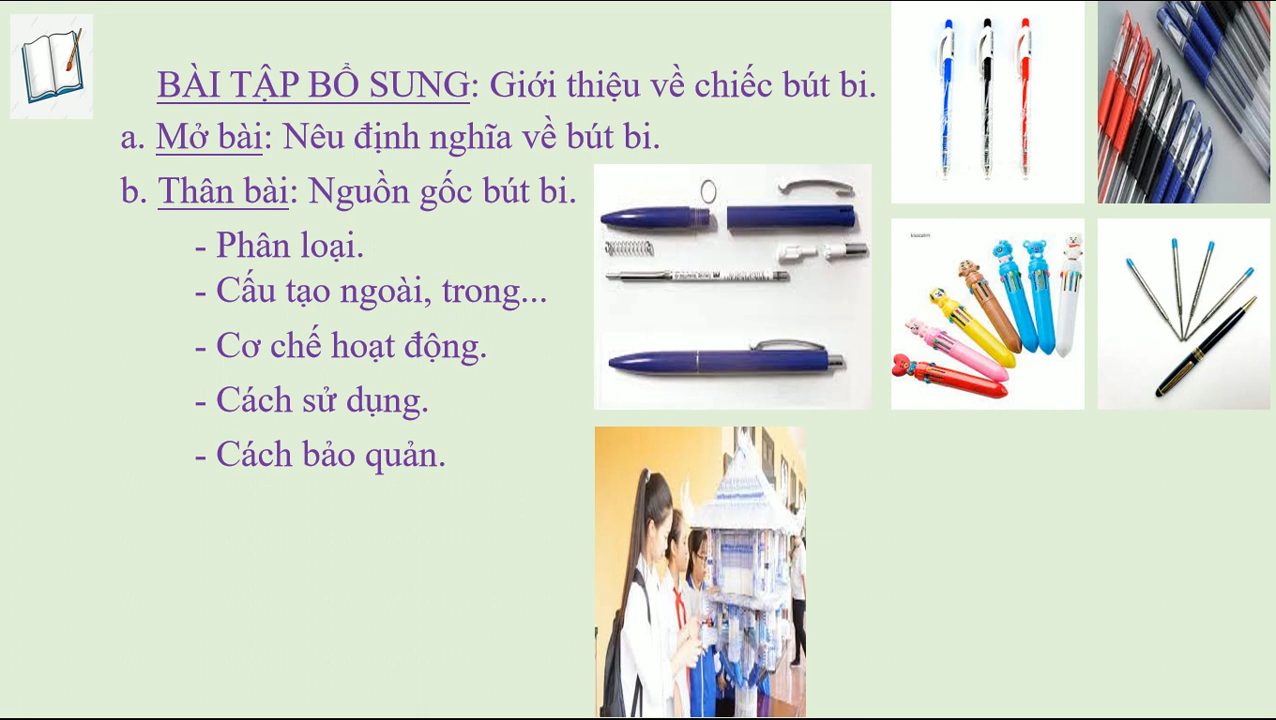 BÀI TẬP BỔ SUNG: Giới thiệu về chiếc bút bi.
a. Mở bài: Nêu định nghĩa về bút bi.
b. Thân bài: Nguồn gốc bút bi.
- Phân loại.
- Cấu tạo ngoài, trong...
- Cơ chế hoạt động.
- Cách sử dụng.
- Cách bảo quản.